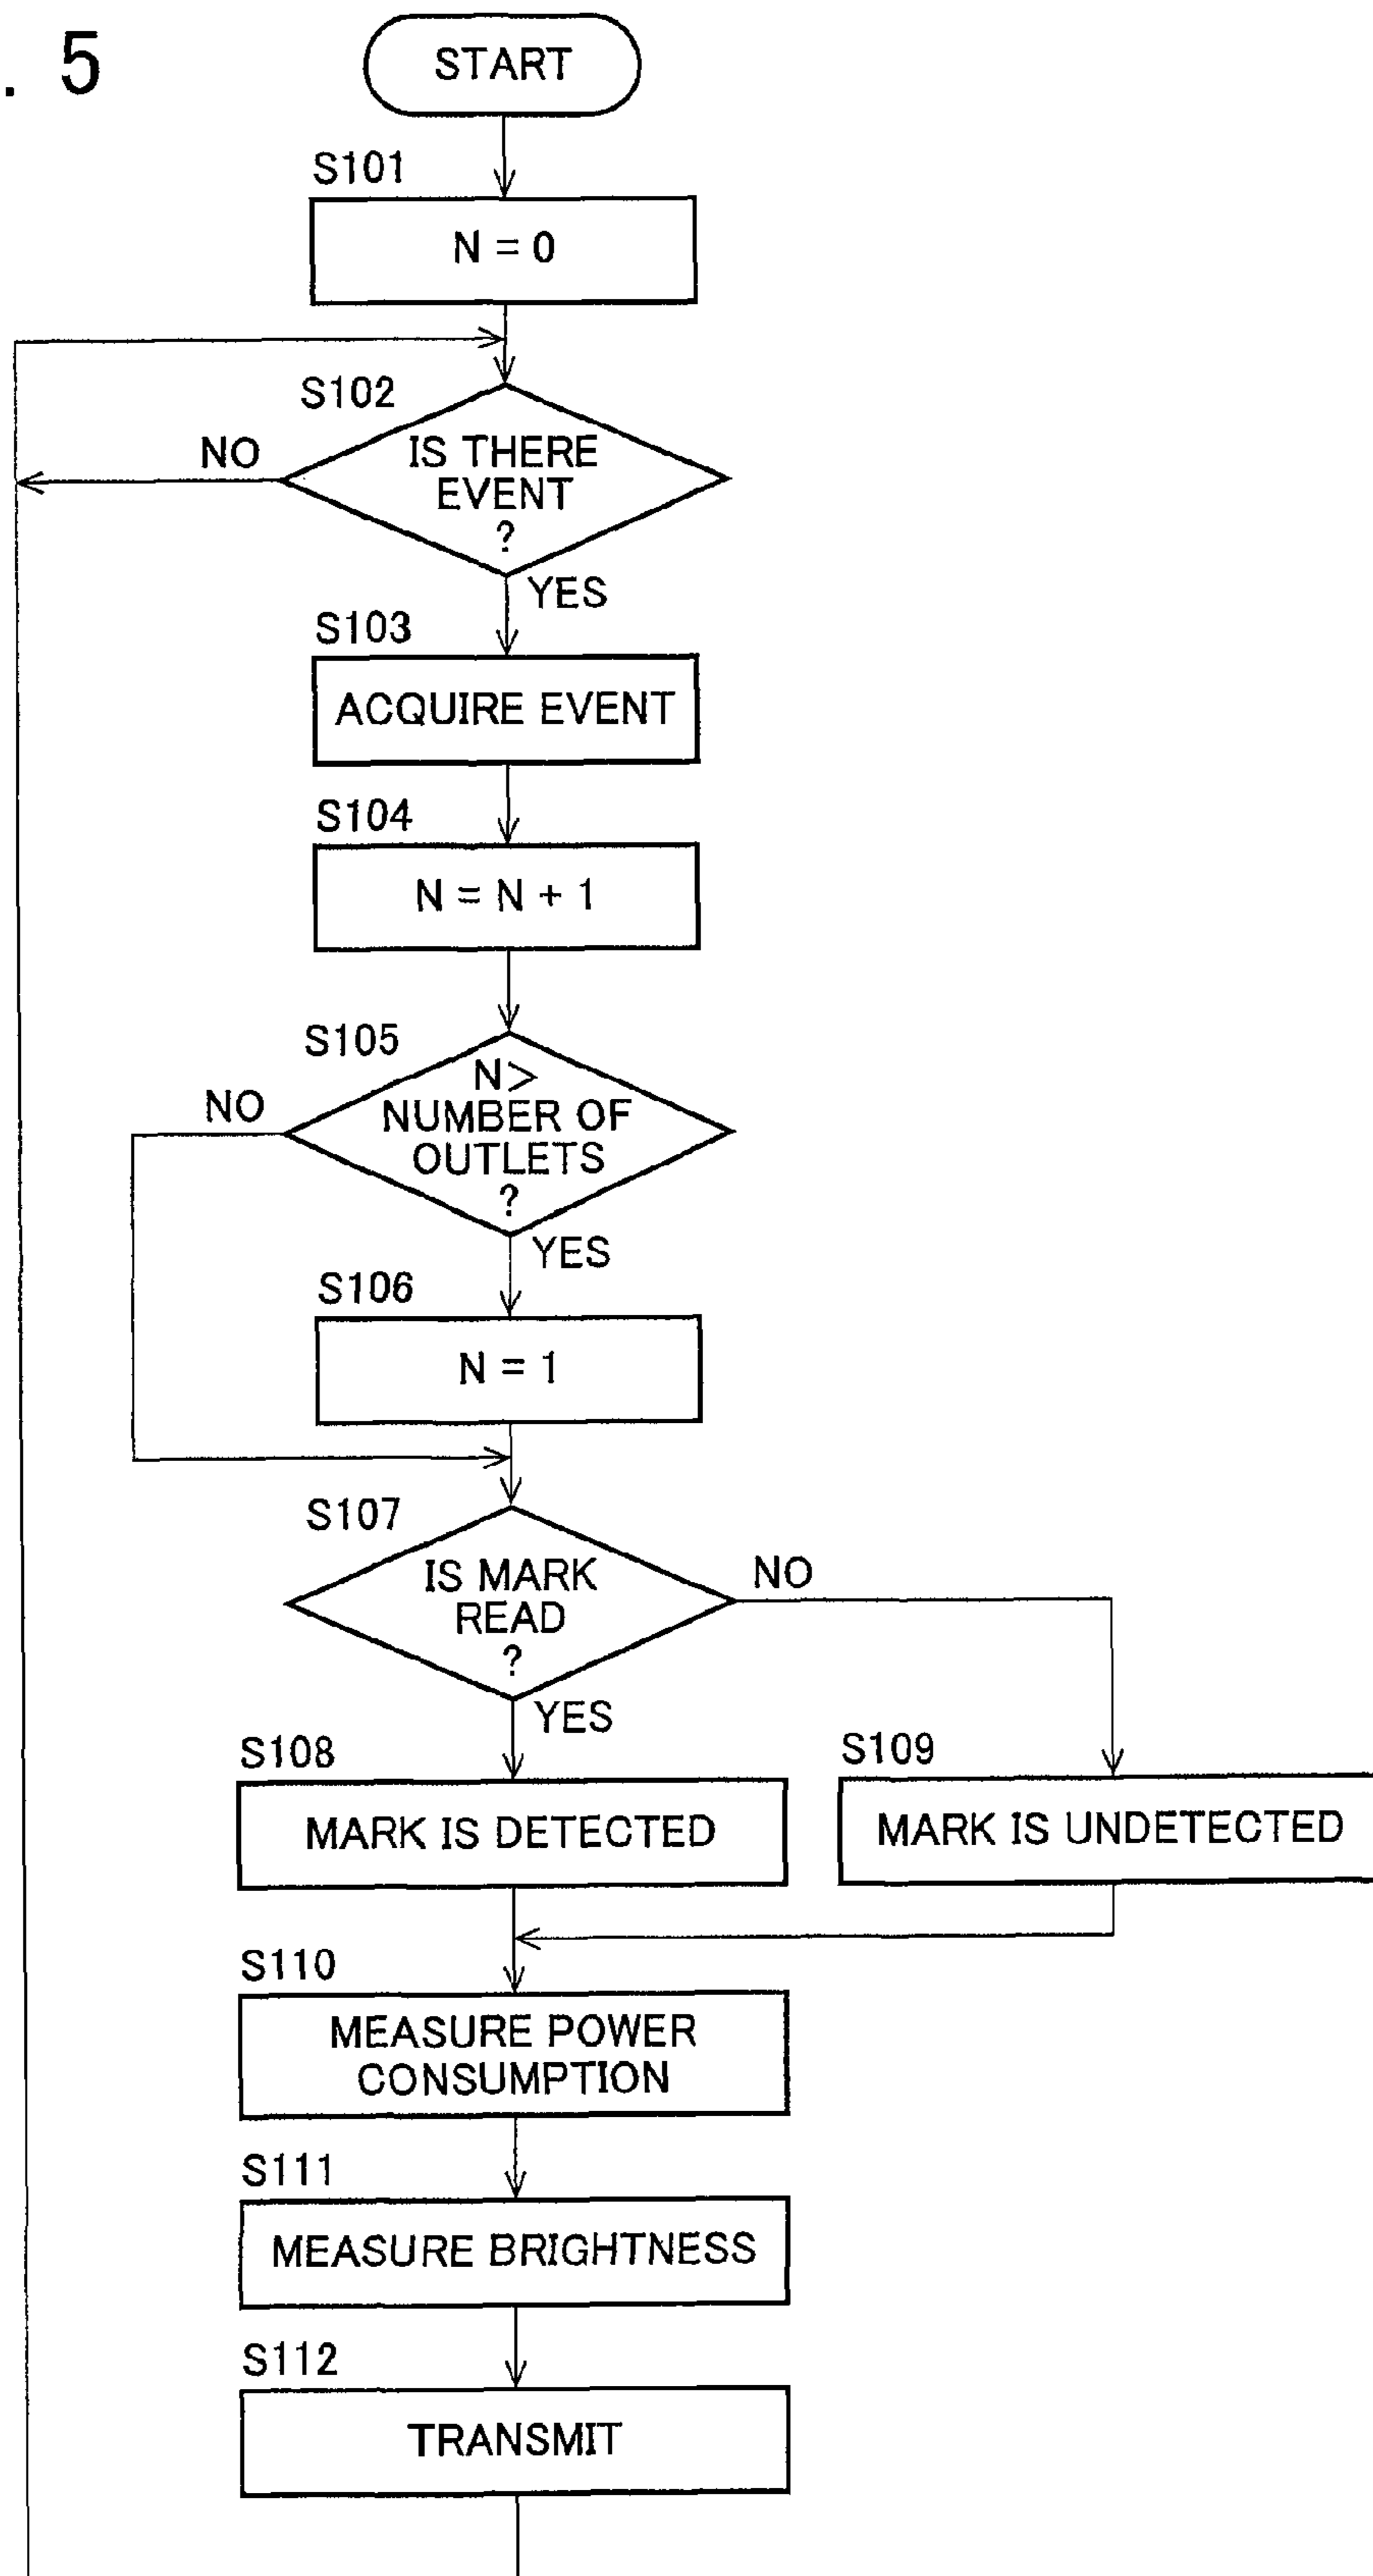 . 5
START
S101
N = 0
S102
NO
IS THERE
EVENT
?
YES
S103
ACQUIRE EVENT
S104
N = N + 1
S105
NO
N>
NUMBER OF
OUTLETS
?
YES
S106
N = 1
S107
IS MARK
READ
?
NO
YES
S108
MARK IS DETECTED
S109
MARK IS UNDETECTED
S110
MEASURE POWER
CONSUMPTION
S111
MEASURE BRIGHTNESS
S112
TRANSMIT